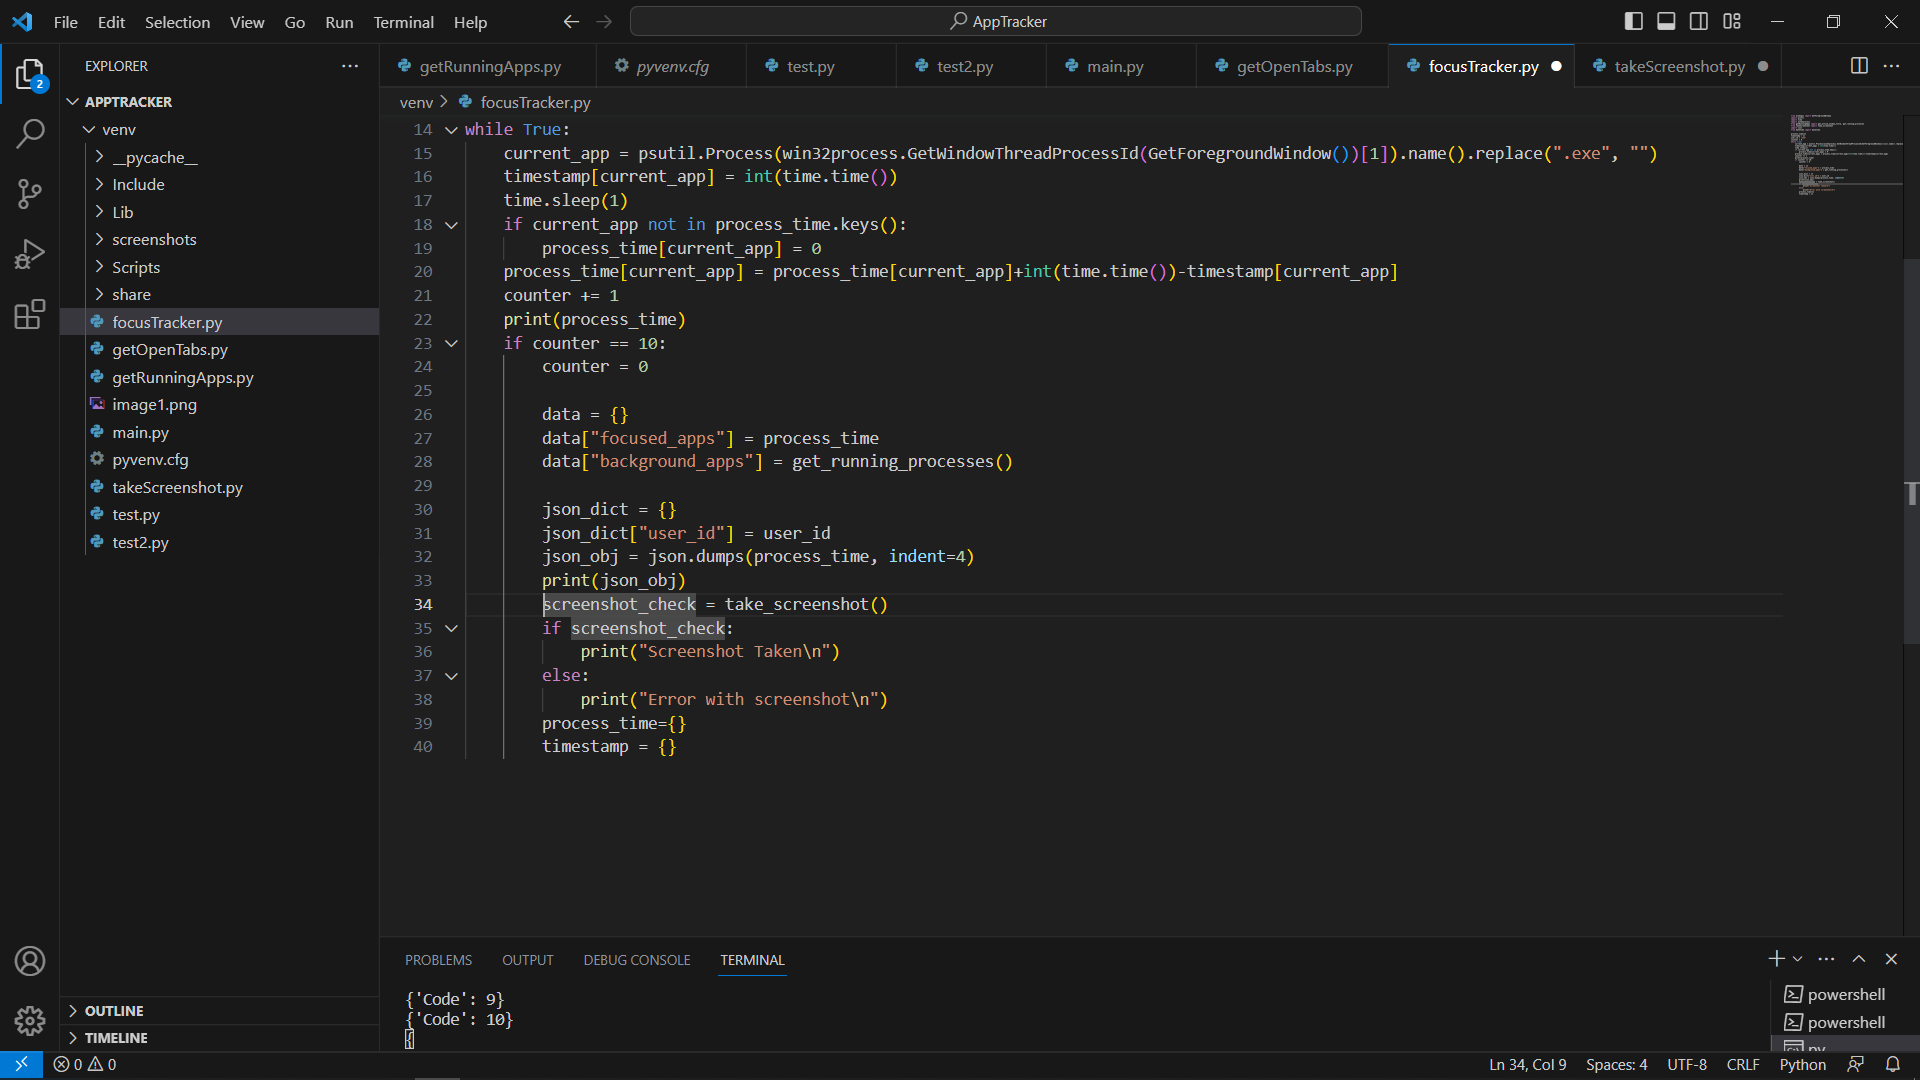 File Edit Selection View Go Run Terminal Help AppTracker
EXPLORER
2
APPTRACKER
venv
__pycache__
Include
Lib
screenshots
Scripts
share
focusTracker.py
getOpenTabs.py
getRunningApps.py
image1.png
main.py
pyvenv.cfg
takeScreenshot.py
test.py
test2.py
OUTLINE
TIMELINE
getRunningApps.py pyvenv.cfg test.py test2.py main.py getOpenTabs.py focusTracker.py takeScreenshot.py
venv > focusTracker.py
14 while True:
15 current_app = psutil.Process(win32process.GetWindowThreadProcessId(GetForegroundWindow())[1]).name().replace(".exe", "")
16 timestamp[current_app] = int(time.time())
17 time.sleep(1)
18 if current_app not in process_time.keys():
19 process_time[current_app] = 0
20 process_time[current_app] = process_time[current_app]+int(time.time())-timestamp[current_app]
21 counter += 1
22 print(process_time)
23 if counter == 10:
24 counter = 0
25
26 data = {}
27 data["focused_apps"] = process_time
28 data["background_apps"] = get_running_processes()
29
30 json_dict = {}
31 json_dict["user_id"] = user_id
32 json_obj = json.dumps(process_time, indent=4)
33 print(json_obj)
34 screenshot_check = take_screenshot()
35 if screenshot_check:
36 print("Screenshot Taken\n")
37 else:
38 print("Error with screenshot\n")
39 process_time={}
40 timestamp = {}
PROBLEMS OUTPUT DEBUG CONSOLE TERMINAL
{'Code': 9}
{'Code': 10}
{
powershell
powershell
py
0 0 Ln 34, Col 9 Spaces: 4 UTF-8 CRLF Python